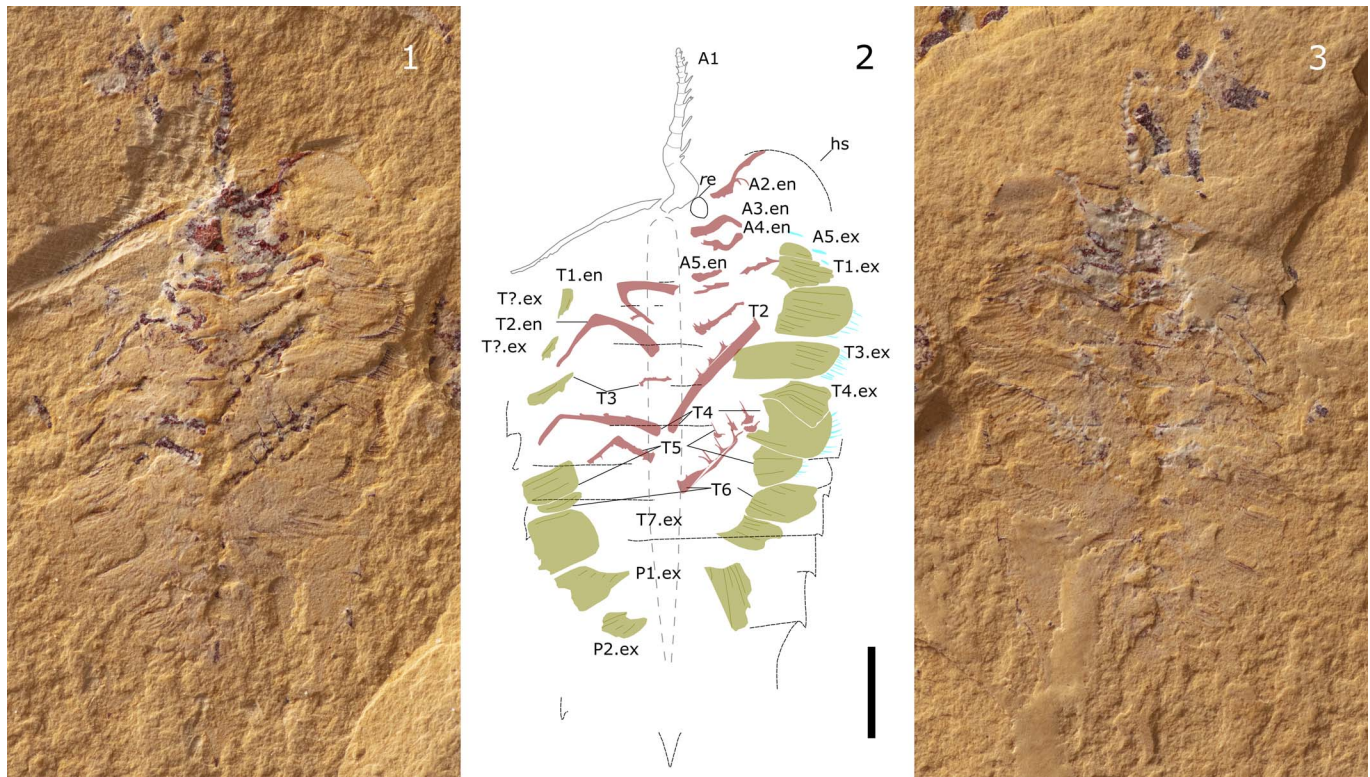 1
2
3
A1
hs
re
A2.en
A3.en
A4.en
A5.ex
A5.en
T1.ex
T1.en
T?.ex
T2
T2.en
T?.ex
T3.ex
T3
T4.ex
T4
T5
T6
T7.ex
P1.ex
P2.ex